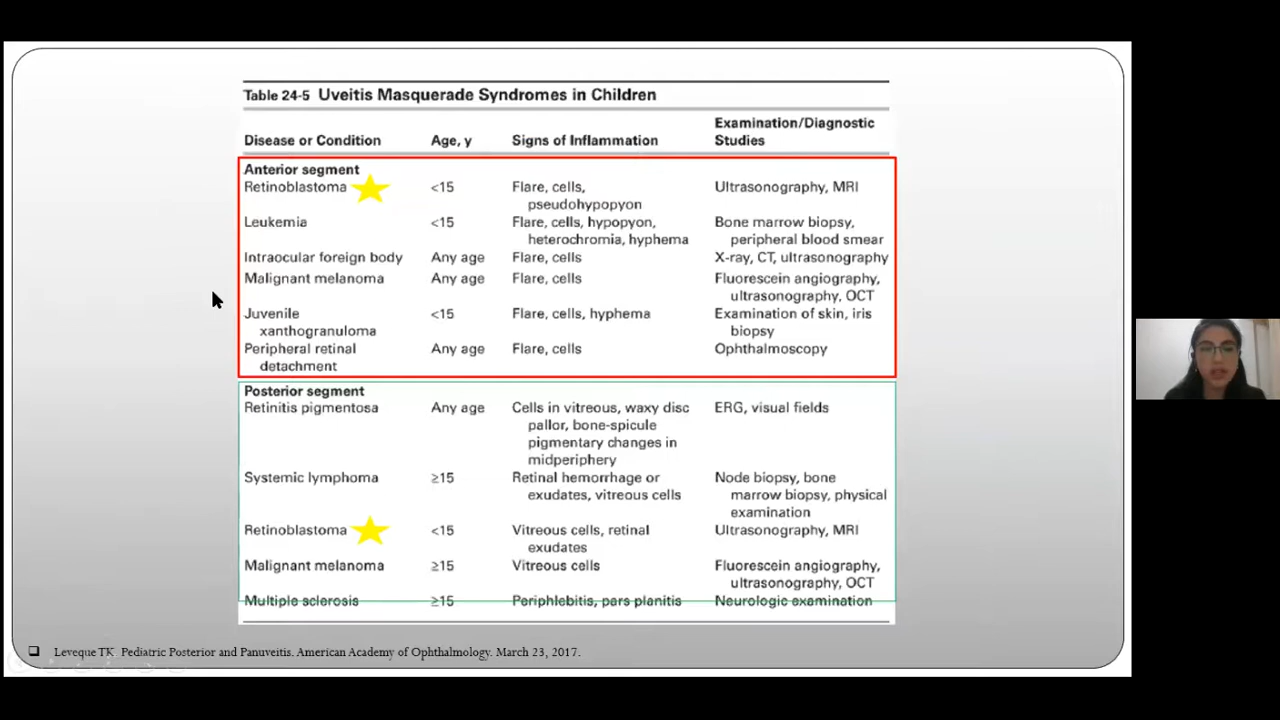 Table 24-5 Uveitis Masquerade Syndromes in Children
Examination/Diagnostic
Disease or Condition Age, y Signs of Inflammation Studies
Anterior segment
Retinoblastoma <15 Flare, cells, Ultrasonography, MRI
pseudohypopyon
Leukemia <15 Flare, cells, hypopyon, Bone marrow biopsy,
heterochromia, hyphema peripheral blood smear
Intraocular foreign body Any age Flare, cells X-ray, CT, ultrasonography
Malignant melanoma Any age Flare, cells Fluorescein angiography,
ultrasonography, OCT
Juvenile <15 Flare, cells, hyphema Examination of skin, iris
xanthogranuloma biopsy
Peripheral retinal Any age Flare, cells Ophthalmoscopy
detachment
Posterior segment
Retinitis pigmentosa Any age Cells in vitreous, waxy disc ERG, visual fields
pallor, bone-spicule
pigmentary changes in
midperiphery
Systemic lymphoma ≥15 Retinal hemorrhage or Node biopsy, bone
exudates, vitreous cells marrow biopsy, physical
examination
Retinoblastoma <15 Vitreous cells, retinal Ultrasonography, MRI
exudates
Malignant melanoma ≥15 Vitreous cells Fluorescein angiography,
ultrasonography, OCT
Multiple sclerosis ≥15 Periphlebitis, pars planitis Neurologic examination
Leveque TK. Pediatric Posterior and Panuveitis. American Academy of Ophthalmology. March 23, 2017.